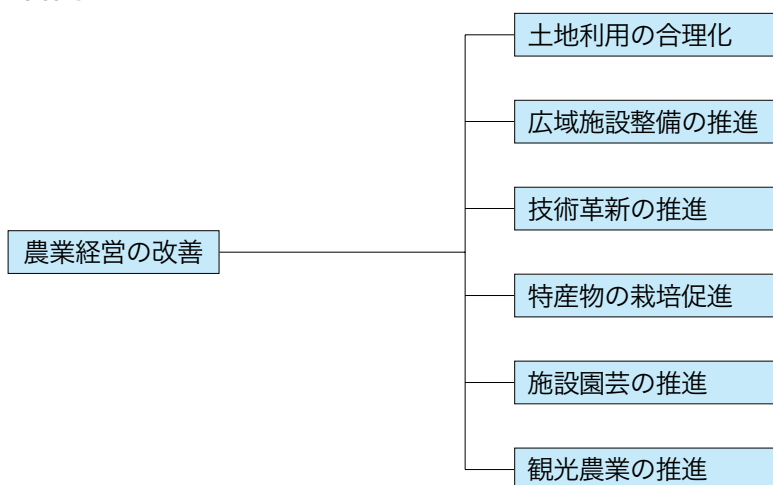 土地利用の合理化
広域施設整備の推進
技術革新の推進
農業経営の改善
特産物の栽培促進
施設園芸の推進
観光農業の推進